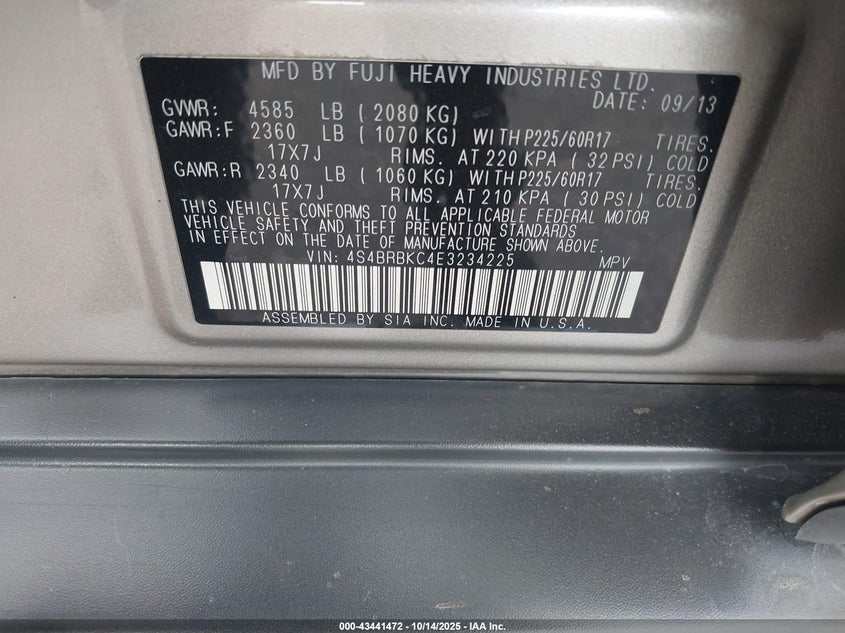 MFD BY FUJI HEAVY INDUSTRIES LTD.
DATE: 09/13
GVWR: 4585 LB ( 2080 KG)
GAWR:F 2360 LB ( 1070 KG) WITH P225/60R17 TIRES.
17X7J RIMS. AT 220 KPA ( 32 PSI) COLD
GAWR:R 2340 LB ( 1060 KG) WITH P225/60R17 TIRES.
17X7J RIMS. AT 210 KPA ( 30 PSI) COLD
THIS VEHICLE CONFORMS TO ALL APPLICABLE FEDERAL MOTOR
VEHICLE SAFETY AND THEFT PREVENTION STANDARDS
IN EFFECT ON THE DATE OF MANUFACTURE SHOWN ABOVE.
VIN: 4S4BRBKC4E3234225 MPV
ASSEMBLED BY SIA INC. MADE IN U.S.A.
000-43441472 - 10/14/2025 - IAA Inc.